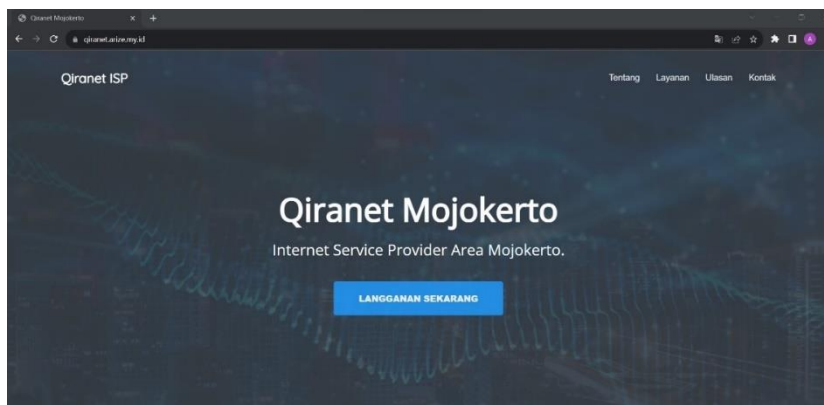 Qiranet Mojokerto
qiranet.arize.my.id
Qiranet ISP
Tentang Layanan Ulasan Kontak
Qiranet Mojokerto
Internet Service Provider Area Mojokerto.
LANGGANAN SEKARANG